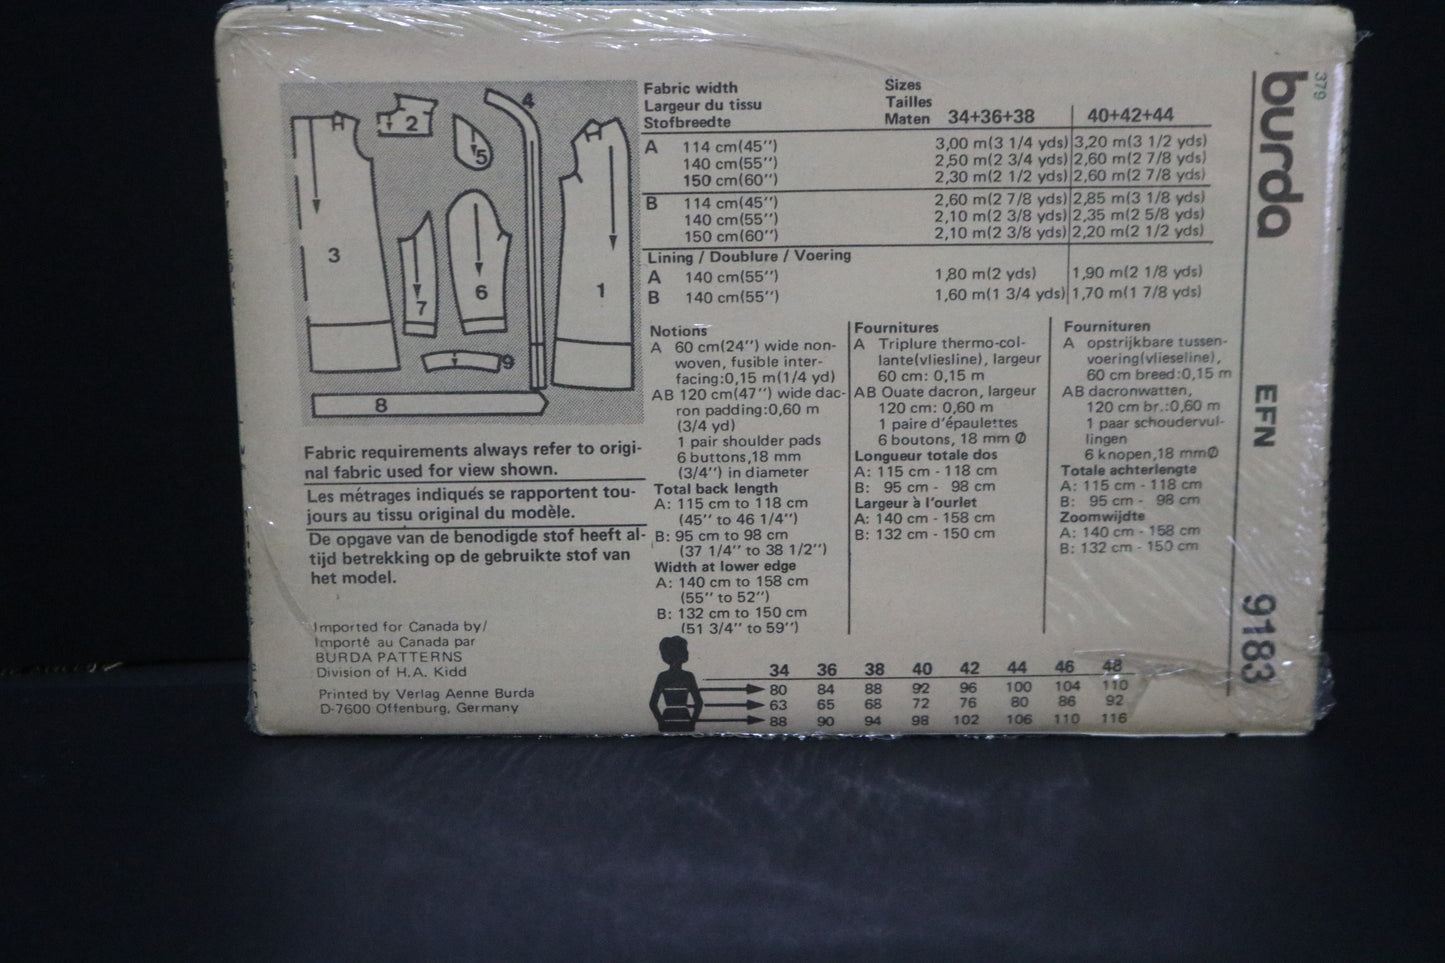 4
2
5
3
7
6
1
9
8
Fabric requirements always refer to origi-
nal fabric used for view shown.
Les métrages indiqués se rapportent tou-
jours au tissu original du modèle.
De opgave van de benodigde stof heeft al-
tijd betrekking op de gebruikte stof van
het model.
Imported for Canada by/
Importé au Canada par
BURDA PATTERNS
Division of H.A. Kidd
Printed by Verlag Aenne Burda
D-7600 Offenburg, Germany
Fabric width Sizes
Largeur du tissu Tailles
Stofbreedte Maten 34+36+38 40+42+44
A 114 cm(45'') 3,00 m(3 1/4 yds) 3,20 m(3 1/2 yds)
140 cm(55'') 2,50 m(2 3/4 yds) 2,60 m(2 7/8 yds)
150 cm(60'') 2,30 m(2 1/2 yds) 2,60 m(2 7/8 yds)
B 114 cm(45'') 2,60 m(2 7/8 yds) 2,85 m(3 1/8 yds)
140 cm(55'') 2,10 m(2 3/8 yds) 2,35 m(2 5/8 yds)
150 cm(60'') 2,10 m(2 3/8 yds) 2,20 m(2 1/2 yds)
Lining / Doublure / Voering
A 140 cm(55'') 1,80 m(2 yds) 1,90 m(2 1/8 yds)
B 140 cm(55'') 1,60 m(1 3/4 yds) 1,70 m(1 7/8 yds)
Notions
A 60 cm(24'') wide non-
woven, fusible inter-
facing:0,15 m(1/4 yd)
AB 120 cm(47'') wide dac-
ron padding:0,60 m
(3/4 yd)
1 pair shoulder pads
6 buttons,18 mm
(3/4'') in diameter
Total back length
A: 115 cm to 118 cm
(45'' to 46 1/4'')
B: 95 cm to 98 cm
(37 1/4'' to 38 1/2'')
Width at lower edge
A: 140 cm to 158 cm
(55'' to 52'')
B: 132 cm to 150 cm
(51 3/4'' to 59'')
Fournitures
A Triplure thermo-col-
lante(vliesline), largeur
60 cm: 0,15 m
AB Ouate dacron, largeur
120 cm: 0,60 m
1 paire d'épaulettes
6 boutons, 18 mm Ø
Longueur totale dos
A: 115 cm - 118 cm
B: 95 cm - 98 cm
Largeur à l'ourlet
A: 140 cm - 158 cm
B: 132 cm - 150 cm
Fournituren
A opstrijkbare tussen-
voering(vlieseline),
60 cm breed:0,15 m
AB dacronwatten,
120 cm br.:0,60 m
1 paar schoudervul-
lingen
6 knopen,18 mmØ
Totale achterlengte
A: 115 cm - 118 cm
B: 95 cm - 98 cm
Zoomwijdte
A: 140 cm - 158 cm
B: 132 cm - 150 cm
34 36 38 40 42 44 46 48
80 84 88 92 96 100 104 110
63 65 68 72 76 80 86 92
88 90 94 98 102 106 110 116
379
burda
EFN
9183